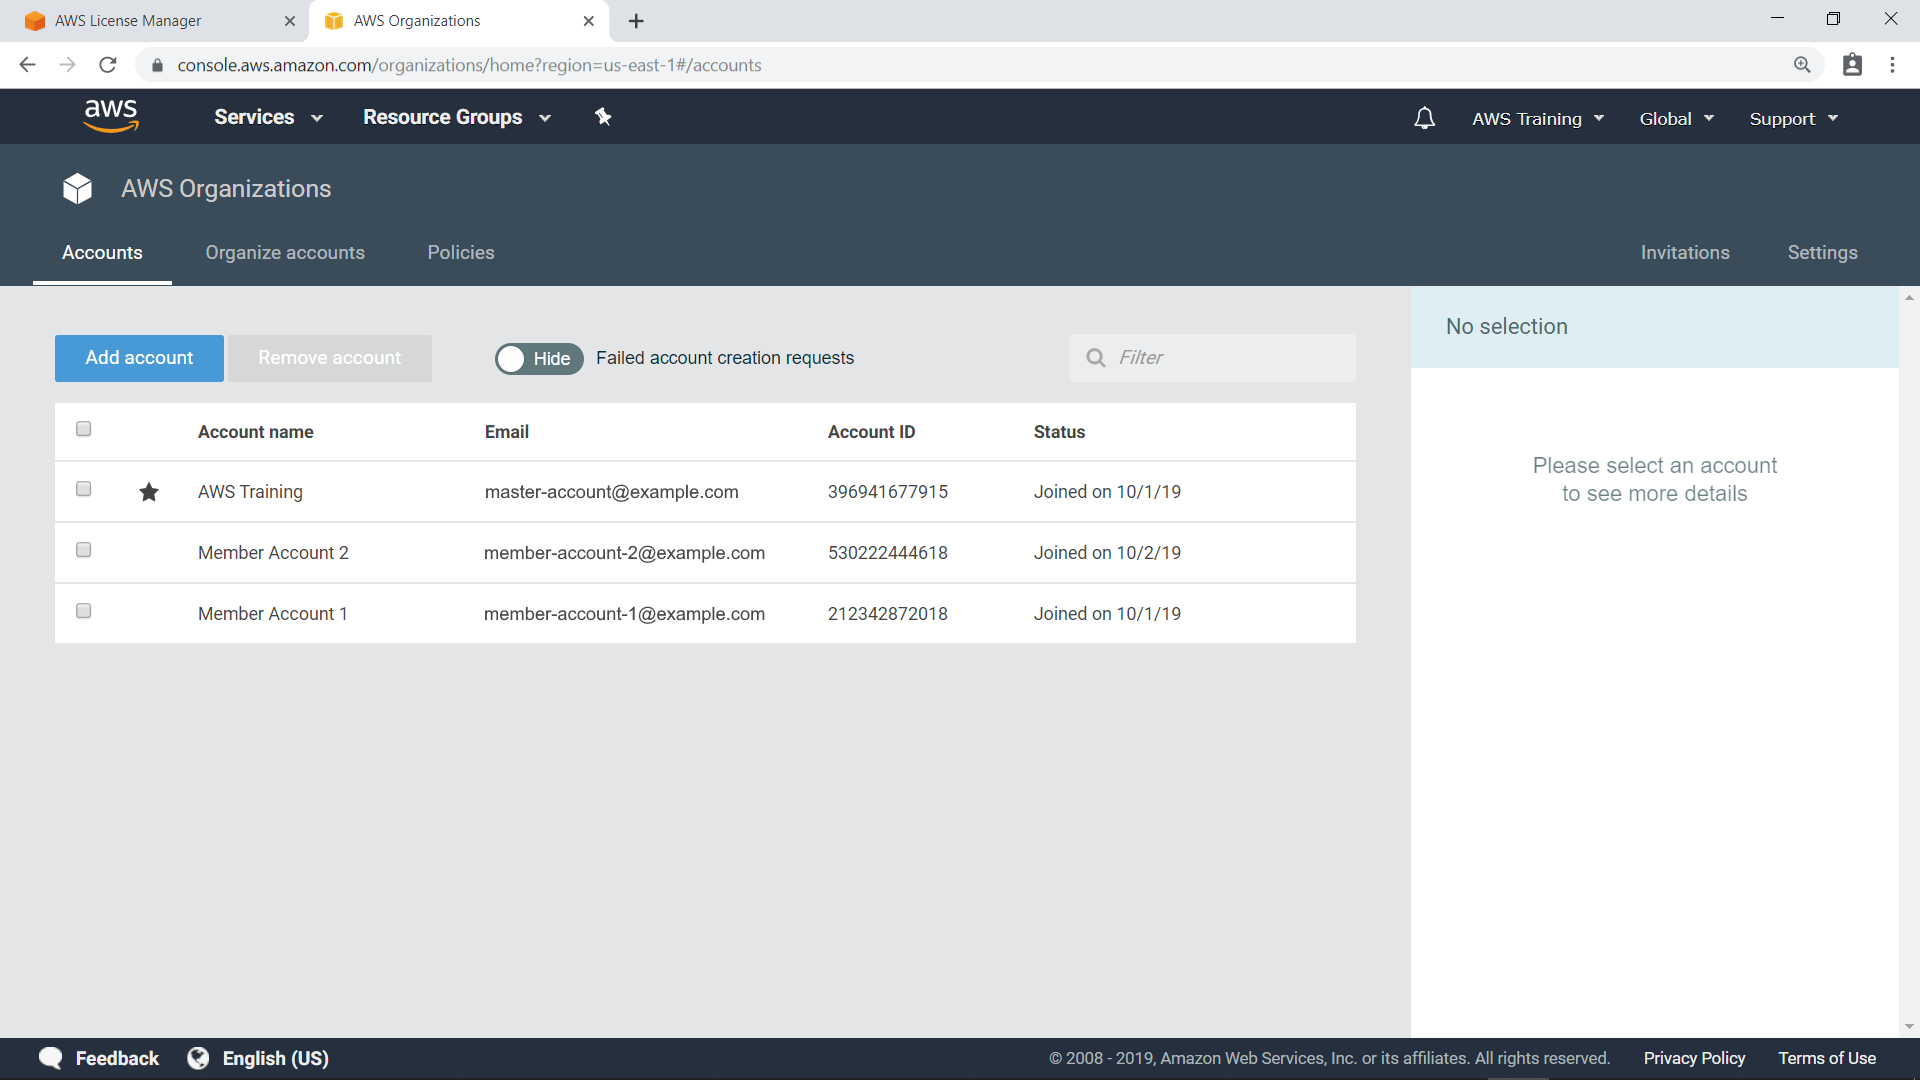 AWS License Manager
AWS Organizations
console.aws.amazon.com/organizations/home?region=us-east-1#/accounts
aws
Services
Resource Groups
AWS Training
Global
Support
AWS Organizations
Accounts
Organize accounts
Policies
Invitations
Settings
Add account
Remove account
Hide
Failed account creation requests
Filter
No selection
Please select an account
to see more details
Account name Email Account ID Status
AWS Training master-account@example.com 396941677915 Joined on 10/1/19
Member Account 2 member-account-2@example.com 530222444618 Joined on 10/2/19
Member Account 1 member-account-1@example.com 212342872018 Joined on 10/1/19
Feedback
English (US)
© 2008 - 2019, Amazon Web Services, Inc. or its affiliates. All rights reserved.
Privacy Policy
Terms of Use